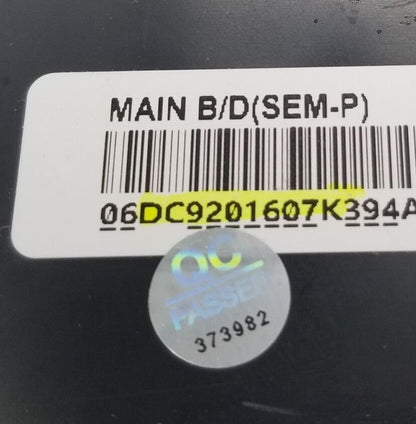 MAIN B/D(SEM-P)
06DC9201607K394A
QC
PASSED
373982